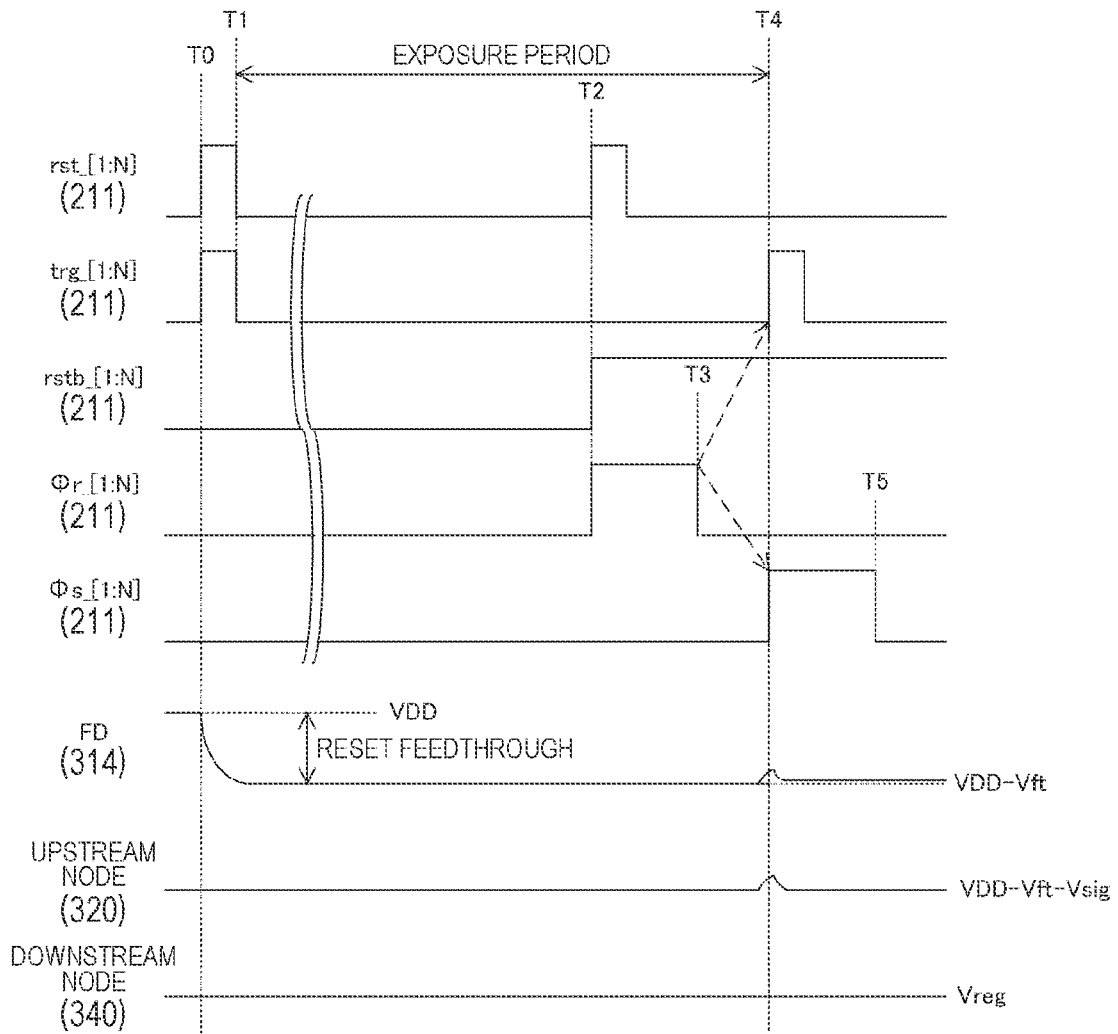 T1
T4
T0
EXPOSURE PERIOD
T2
rst_[1:N]
(211)
trg_[1:N]
(211)
rstb_[1:N]
(211)
T3
Φr_[1:N]
(211)
T5
Φs_[1:N]
(211)
VDD
FD
(314)
RESET FEEDTHROUGH
VDD-Vft
UPSTREAM
NODE
(320)
VDD-Vft-Vsig
DOWNSTREAM
NODE
(340)
Vreg